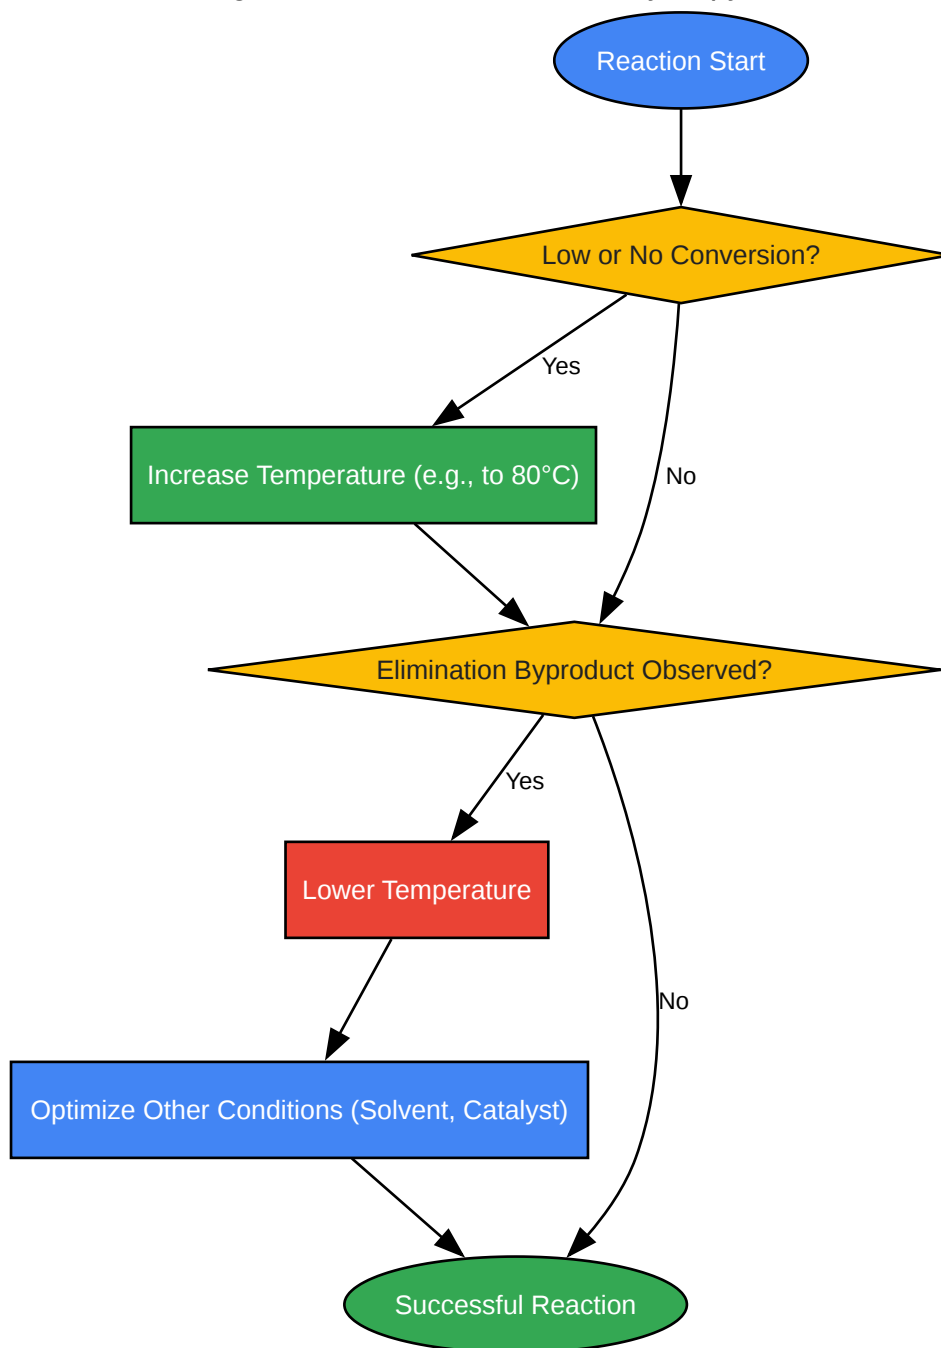 Reaction Start
Low or No Conversion?
Yes
Increase Temperature (e.g., to 80°C)
No
Elimination Byproduct Observed?
Yes
Lower Temperature
No
Optimize Other Conditions (Solvent, Catalyst)
Successful Reaction